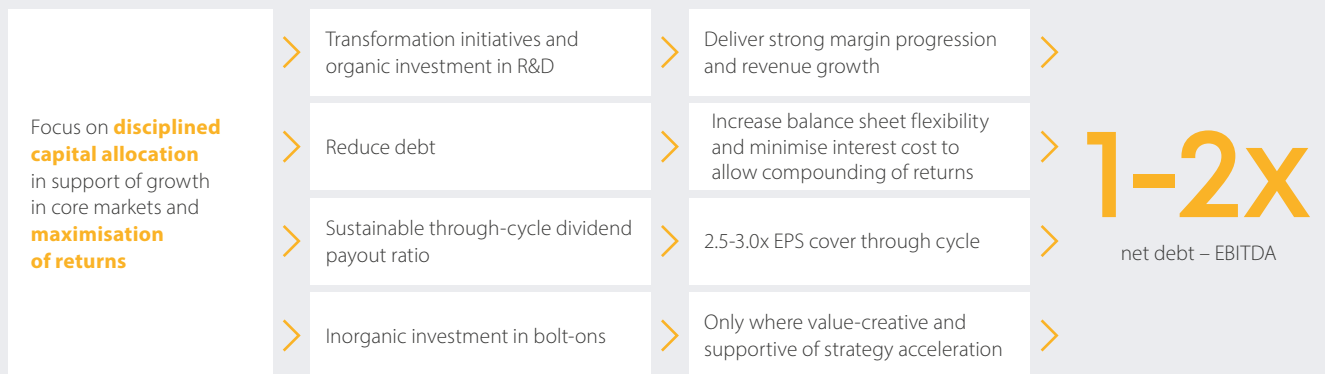 Focus on disciplined
capital allocation
in support of growth
in core markets and
maximisation
of returns
Transformation initiatives and
organic investment in R&D
Deliver strong margin progression
and revenue growth
Reduce debt
Increase balance sheet flexibility
and minimise interest cost to
allow compounding of returns
Sustainable through-cycle dividend
payout ratio
2.5-3.0x EPS cover through cycle
Inorganic investment in bolt-ons
Only where value-creative and
supportive of strategy acceleration
1-2x
net debt – EBITDA